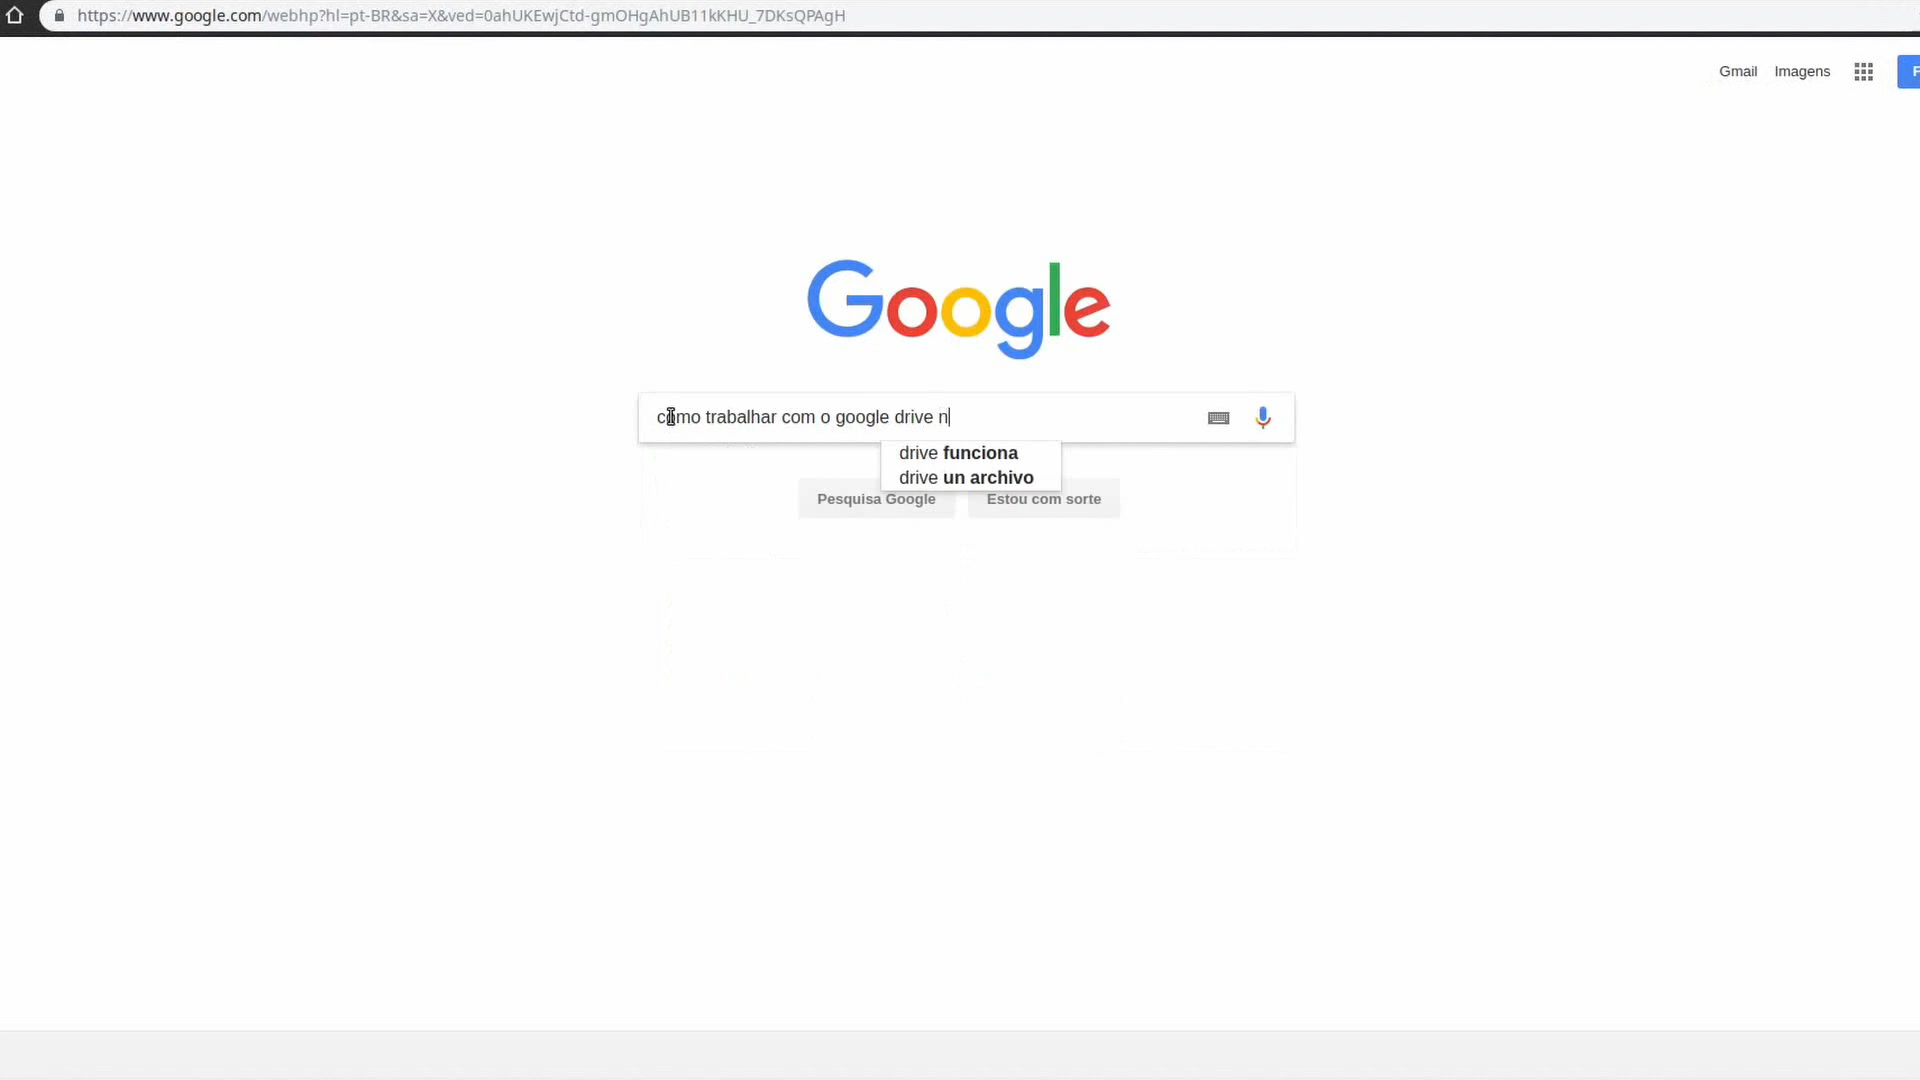 https://www.google.com/webhp?hl=pt-BR&sa=X&ved=0ahUKEwjCtd-gmOHgAhUB11kKHU_7DKsQPAgH
Gmail Imagens F
Google
como trabalhar com o google drive n
drive funciona
drive un archivo
Pesquisa Google Estou com sorte